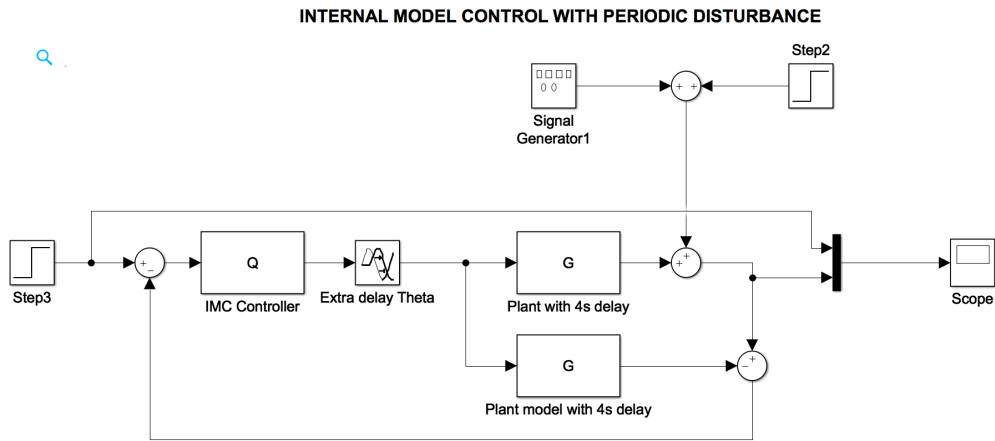 INTERNAL MODEL CONTROL WITH PERIODIC DISTURBANCE
Step2
Signal
Generator1
Step3
Q
IMC Controller
Extra delay Theta
G
Plant with 4s delay
Scope
G
Plant model with 4s delay